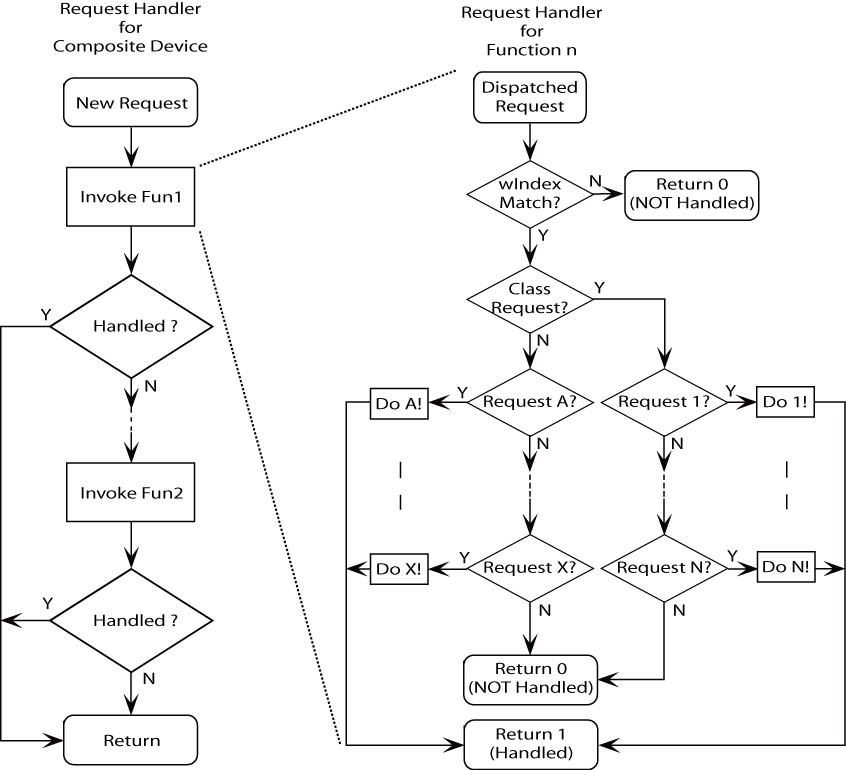 Request Handler
for
Composite Device
New Request
Invoke Fun1
Handled ?
Y
N
Invoke Fun2
Handled ?
Y
N
Return
Request Handler
for
Function n
Dispatched
Request
wIndex
Match?
N
Return 0
(NOT Handled)
Y
Class
Request?
Y
N
Do A!
Y
Request A?
N
Request 1?
Y
Do 1!
N
Do X!
Y
Request X?
N
Request N?
Y
Do N!
N
Return 0
(NOT Handled)
Return 1
(Handled)